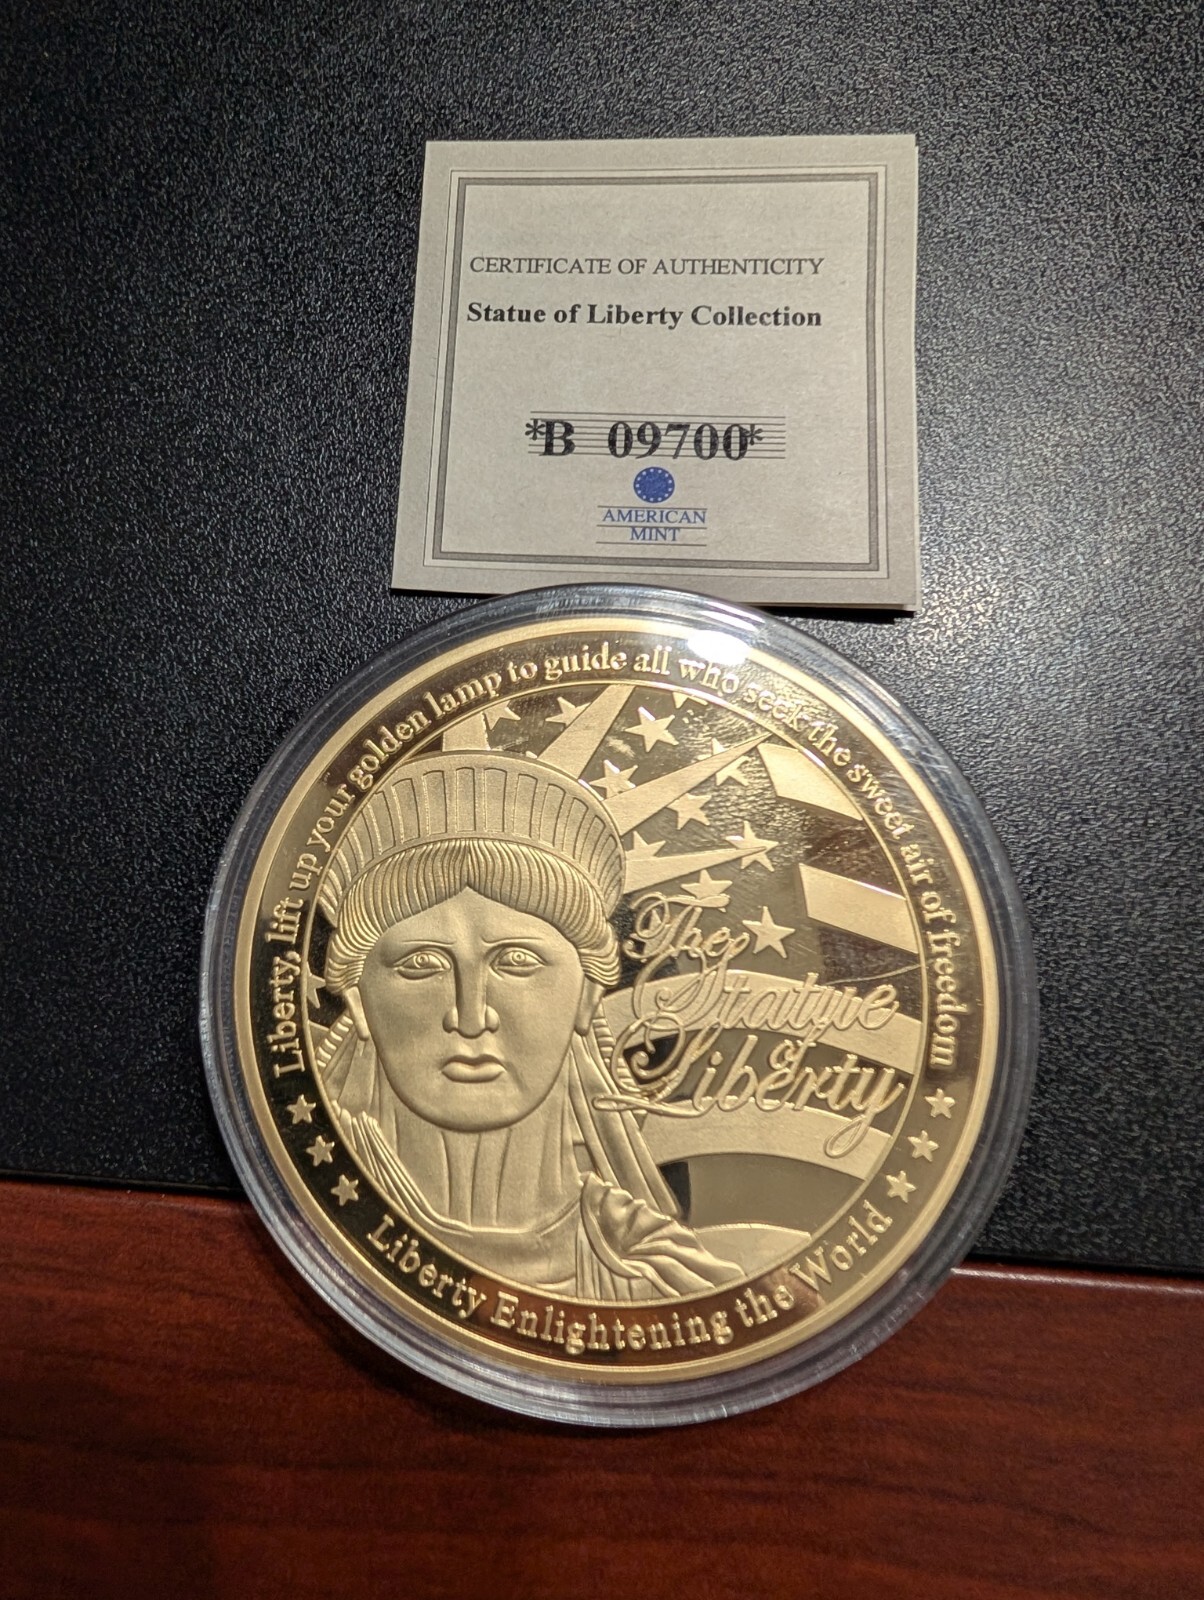 CERTIFICATE OF AUTHENTICITY
Statue of Liberty Collection
*B 09700*
AMERICAN
MINT
Liberty, lift up your golden lamp to guide all who seek the sweet air of freedom
The
Statue
of
Liberty
Liberty Enlightening the World